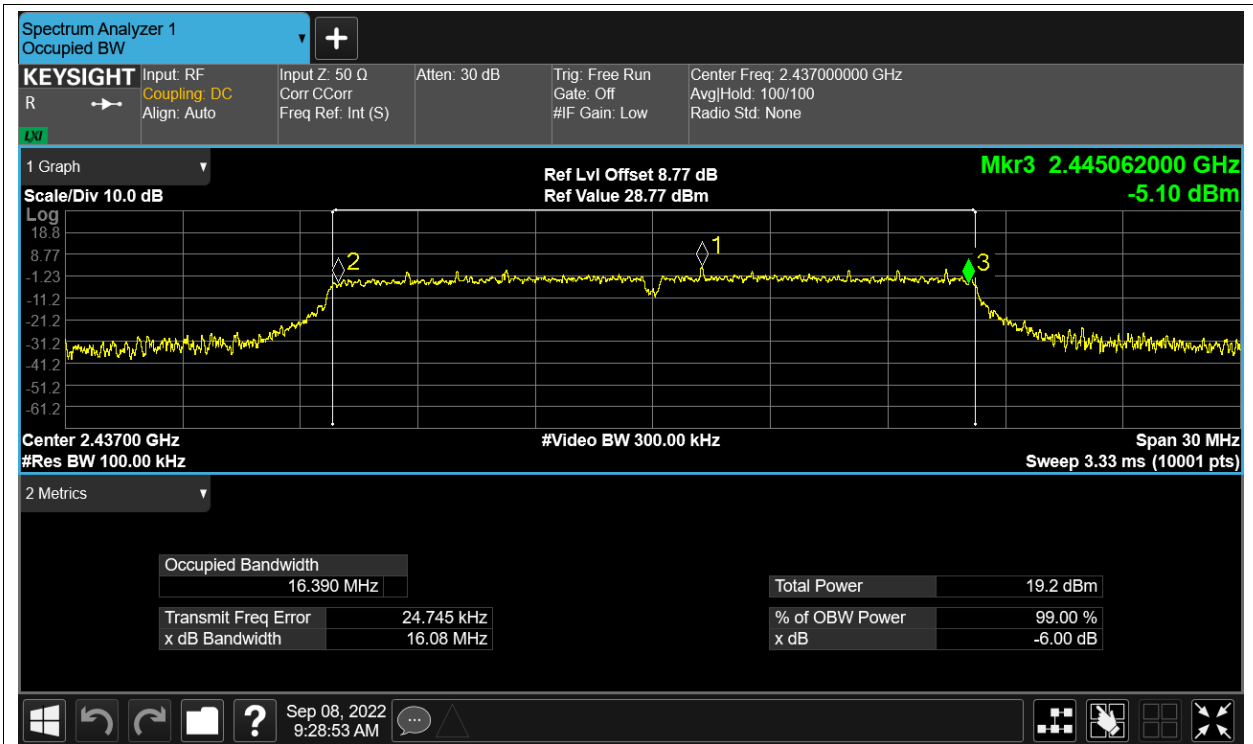 Spectrum Analyzer 1
Occupied BW
KEYSIGHT
R
LXI
Input: RF
Coupling: DC
Align: Auto
Input Z: 50 Ω
Corr CCorr
Freq Ref: Int (S)
Atten: 30 dB
Trig: Free Run
Gate: Off
#IF Gain: Low
Center Freq: 2.437000000 GHz
Avg|Hold: 100/100
Radio Std: None
1 Graph
Scale/Div 10.0 dB
Ref Lvl Offset 8.77 dB
Ref Value 28.77 dBm
Mkr3 2.445062000 GHz
-5.10 dBm
Log
18.8
8.77
-1.23
-11.2
-21.2
-31.2
-41.2
-51.2
-61.2
2
1
3
Center 2.43700 GHz
#Video BW 300.00 kHz
Span 30 MHz
#Res BW 100.00 kHz
Sweep 3.33 ms (10001 pts)
2 Metrics
Occupied Bandwidth
16.390 MHz
Transmit Freq Error 24.745 kHz
x dB Bandwidth 16.08 MHz
Total Power 19.2 dBm
% of OBW Power 99.00 %
x dB -6.00 dB
?
Sep 08, 2022
9:28:53 AM